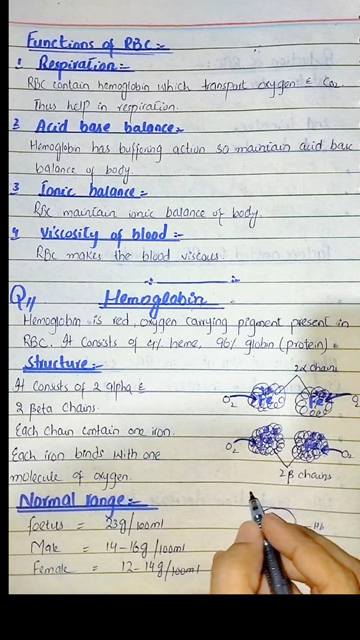 Functions of RBC:-
1 Respiration:-
RBC contain hemoglobin which transport oxygen & CO2.
Thus help in respiration.
2 Acid base balance:-
Hemoglobin has buffering action so maintain acid base
balance of body.
3 Ionic balance:-
RBC maintain ionic balance of body.
4 Viscosity of blood:-
RBC makes the blood viscous.
Q11 Hemoglobin
Hemoglobin is red, oxygen carrying pigment present in
RBC. It consists of 4% heme, 96% globin (protein).
Structure:-
2α chains
It consists of 2 alpha &
2 Beta chains.
O2 Fe Fe O2
Each chain contain one iron.
Each iron binds with one
O2 O2
molecule of oxygen.
2β chains
Normal range:-
foetus = 23g/100ml
Male = 14-16g/100ml
Hb
Female = 12-14g/100ml